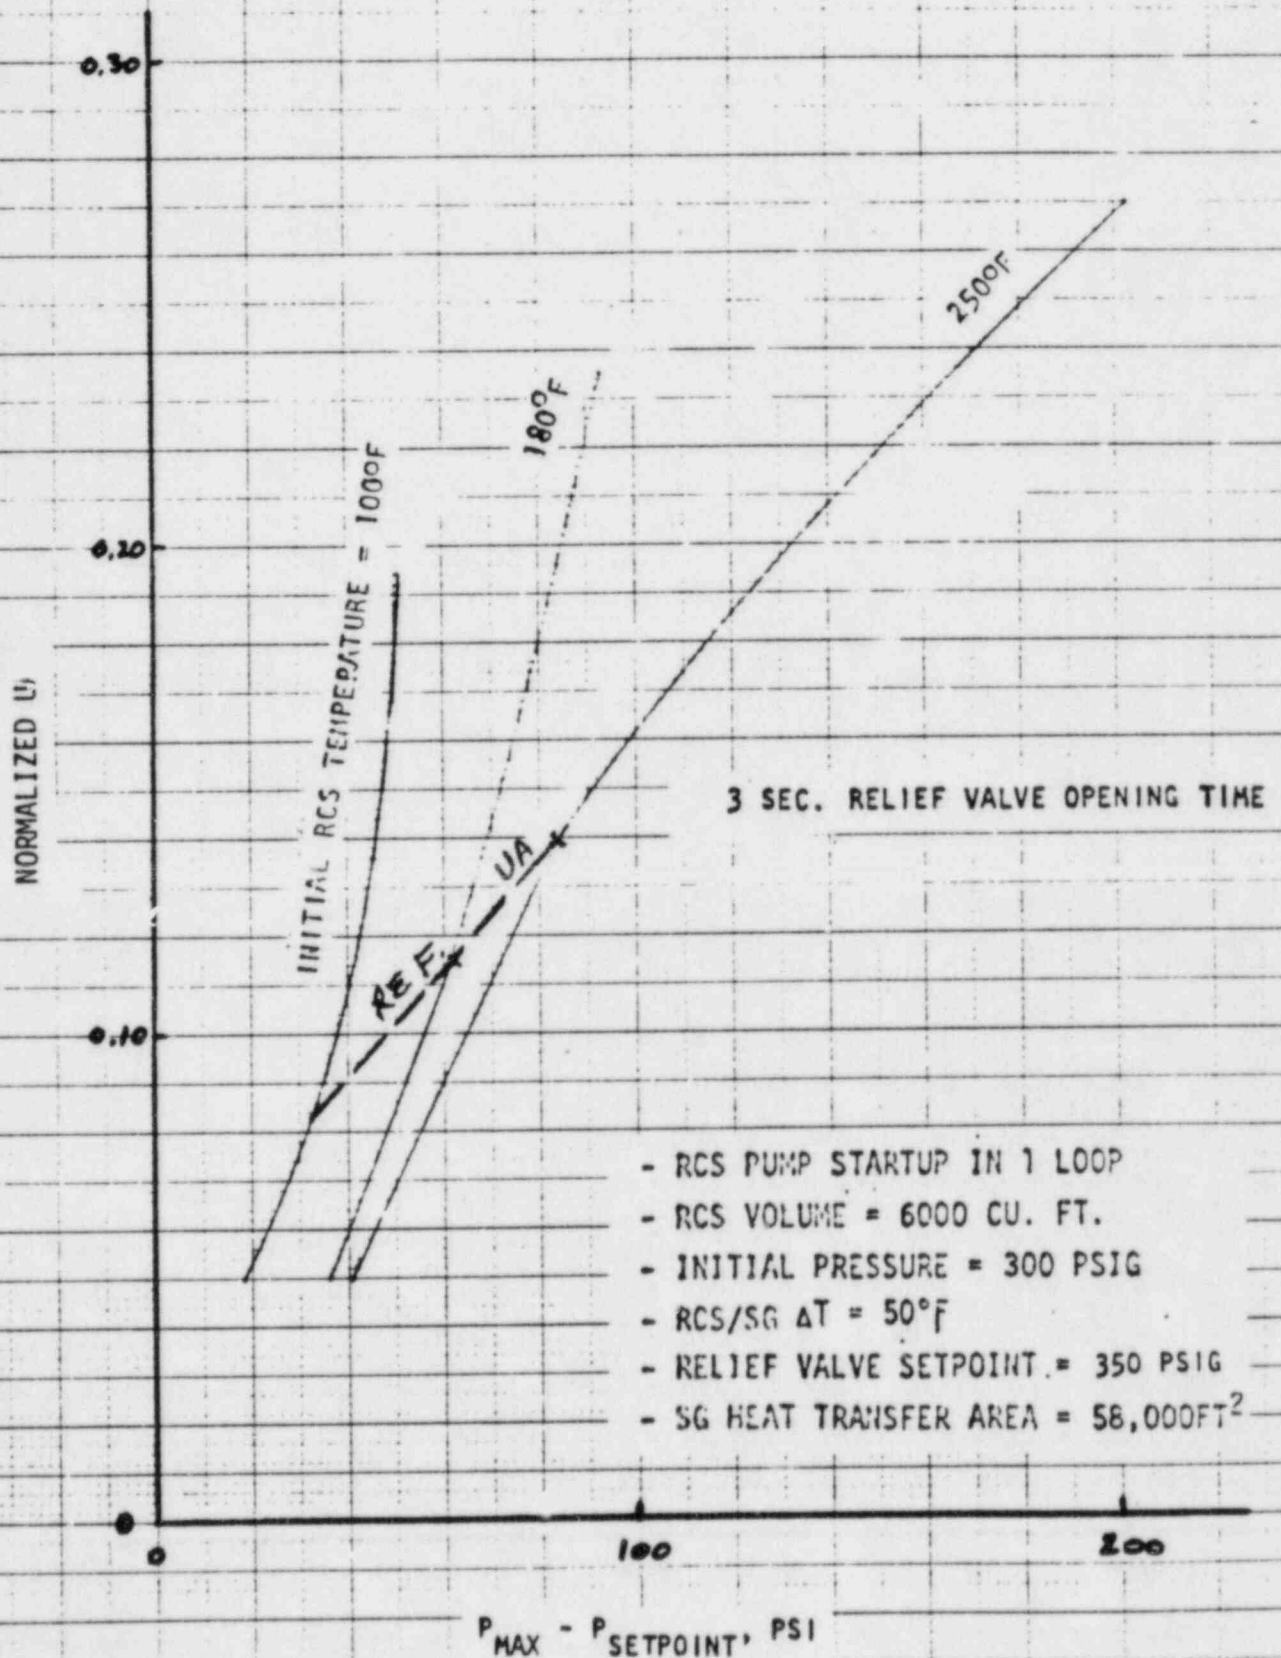 0.30
250°F
180°F
INITIAL RCS TEMPERATURE = 100°F
0.20
NORMALIZED
3 SEC. RELIEF VALVE OPENING TIME
REF. UA
0.10
- RCS PUMP STARTUP IN 1 LOOP
- RCS VOLUME = 6000 CU. FT.
- INITIAL PRESSURE = 300 PSIG
- RCS/SG ΔT = 50°F
- RELIEF VALVE SETPOINT = 350 PSIG
- SG HEAT TRANSFER AREA = 58,000FT²
0
0 100 200
PMAX - PSETPOINT, PSI